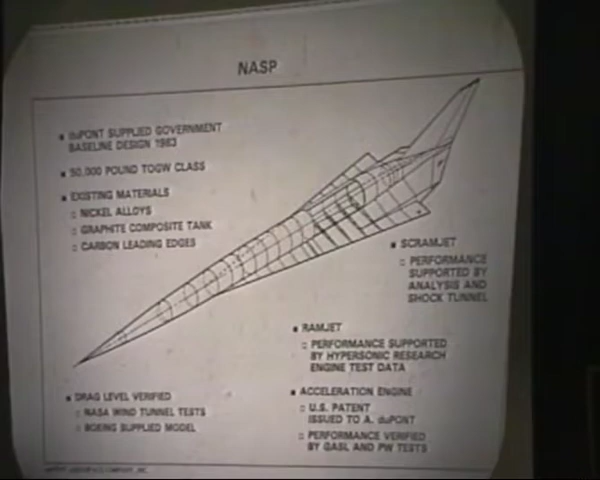 NASP
duPONT SUPPLIED GOVERNMENT
BASELINE DESIGN 1983
50,000 POUND TOGW CLASS
EXISTING MATERIALS
NICKEL ALLOYS
GRAPHITE COMPOSITE TANK
CARBON LEADING EDGES
SCRAMJET
PERFORMANCE
SUPPORTED BY
ANALYSIS AND
SHOCK TUNNEL
RAMJET
PERFORMANCE SUPPORTED
BY HYPERSONIC RESEARCH
ENGINE TEST DATA
DRAG LEVEL VERIFIED
NASA WIND TUNNEL TESTS
BOEING SUPPLIED MODEL
ACCELERATION ENGINE
U.S. PATENT
ISSUED TO A. duPONT
PERFORMANCE VERIFIED
BY GASL AND PW TESTS
COMPANY, INC.